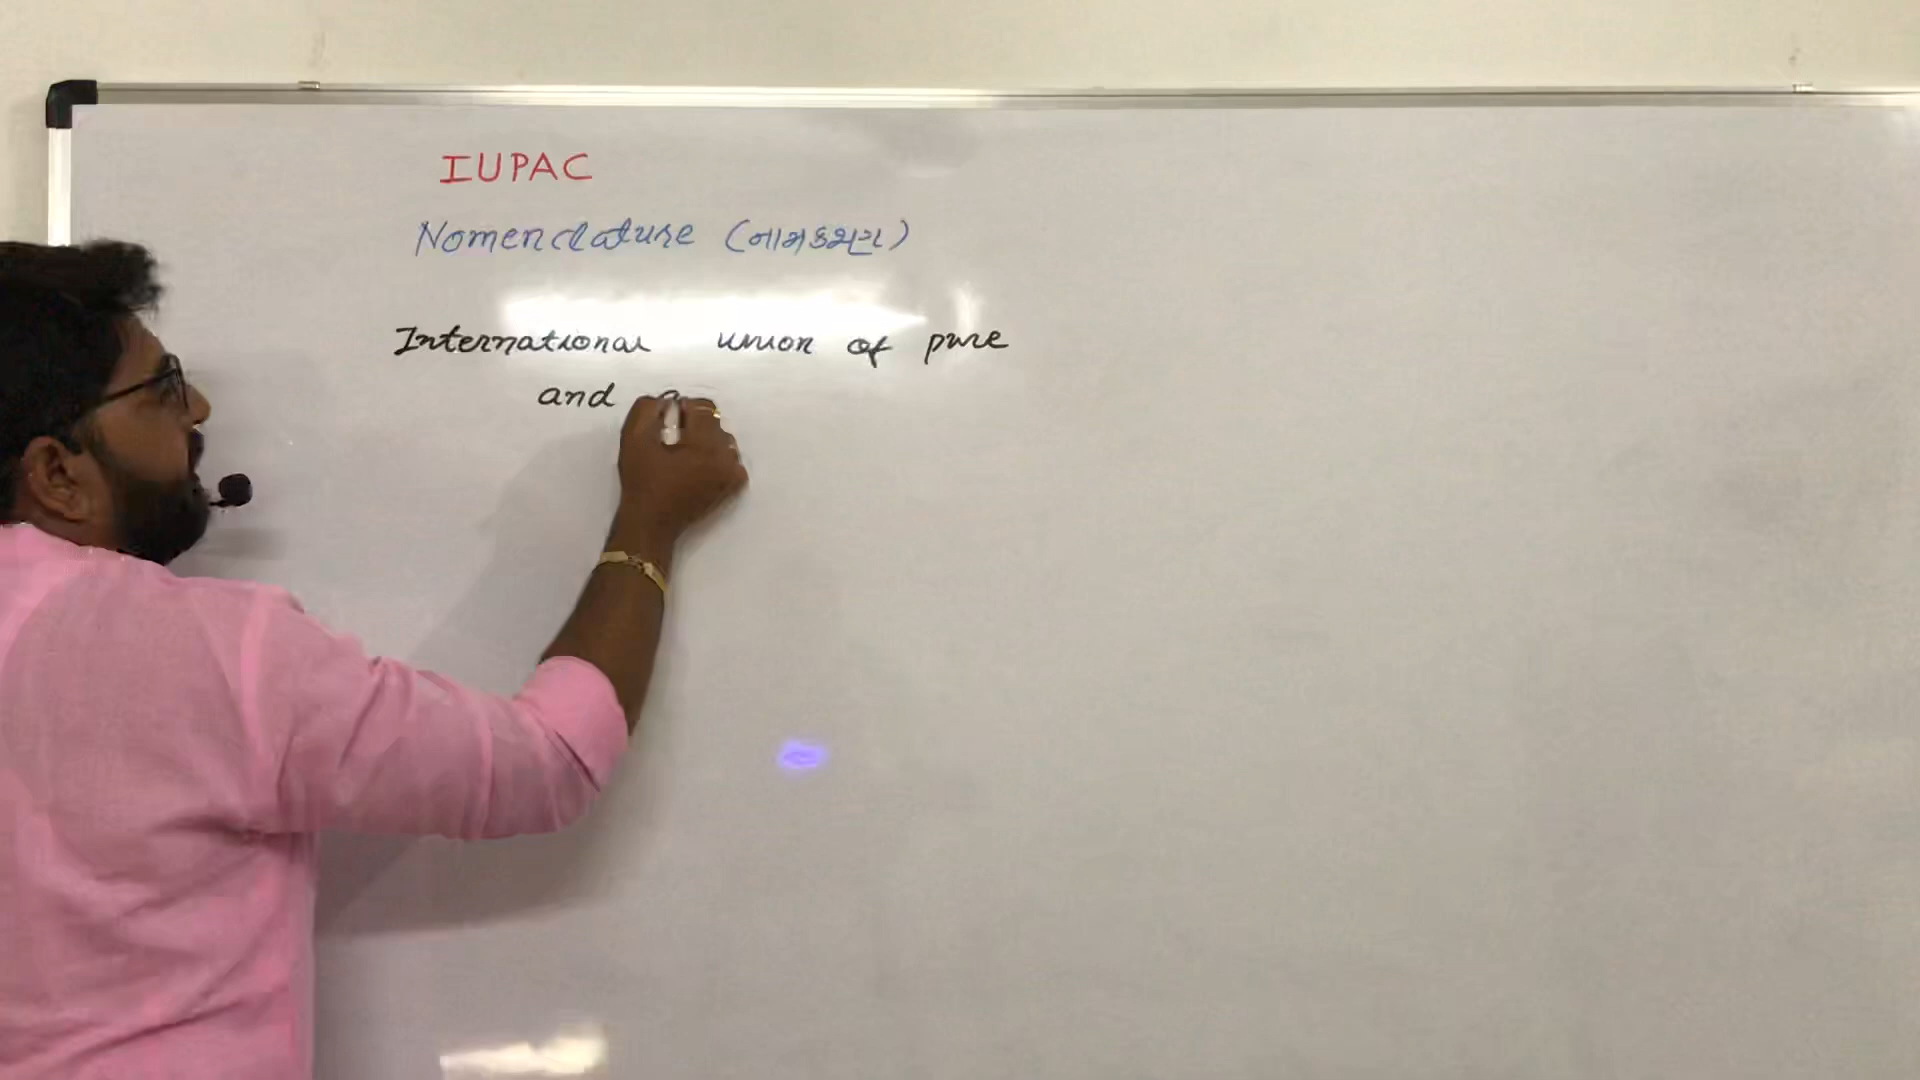 IUPAC
Nomenclature (નામકરણ)
International union of pure
and